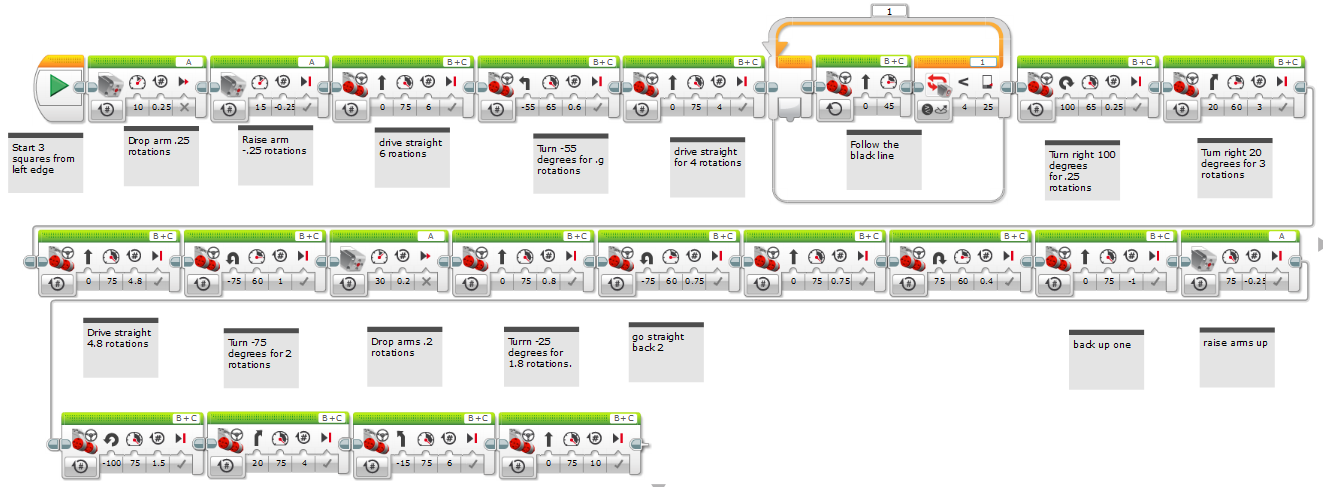 1
A
A
B+C
B+C
B+C
B+C
1
B+C
B+C
#
10 0.25
#
15 -0.25
#
0 75 6
#
-55 65 0.6
#
0 75 4
0 45
< 4 25
#
100 65 0.25
#
20 60 3
Start 3
squares from
left edge
Drop arm .25
rotations
Raise arm
-.25 rotations
drive straight
6 roations
Turn -55
degrees for .g
rotations
drive straight
for 4 rotations
Follow the
black line
Turn right 100
degrees
for .25
rotations
Turn right 20
degrees for 3
rotations
B+C
B+C
A
B+C
B+C
B+C
B+C
B+C
A
#
0 75 4.8
#
-75 60 1
#
30 0.2
#
0 75 0.8
#
-75 60 0.75
#
0 75 0.75
#
75 60 0.4
#
0 75 -1
#
75 -0.25
Drive straight
4.8 rotations
Turn -75
degrees for 2
rotations
Drop arms .2
rotations
Turrn -25
degrees for
1.8 rotations.
go straight
back 2
back up one
raise arms up
B+C
B+C
B+C
B+C
#
-100 75 1.5
#
20 75 4
#
-15 75 6
#
0 75 10